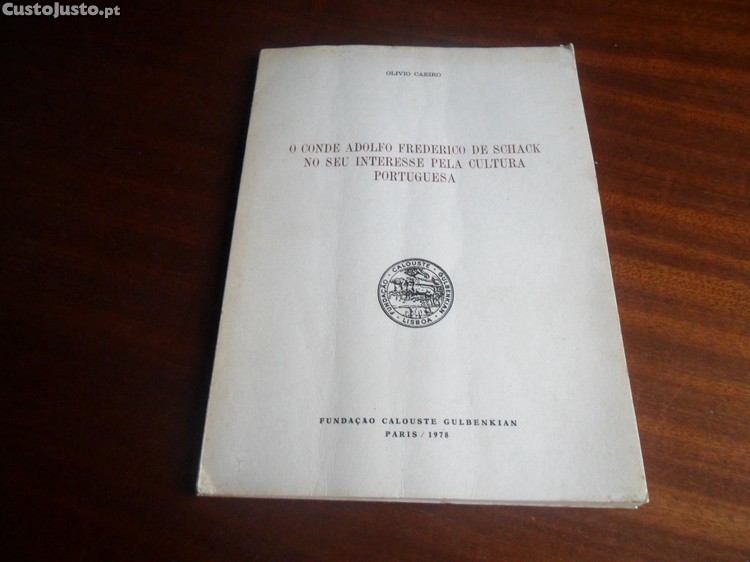 CustoJusto.pt
OLIVIO CAEIRO
O CONDE ADOLFO FREDERICO DE SCHACK
NO SEU INTERESSE PELA CULTURA
PORTUGUESA
FUNDAÇÃO · CALOUSTE · GULBENKIAN · LISBOA ·
FUNDAÇÃO CALOUSTE GULBENKIAN
PARIS / 1978